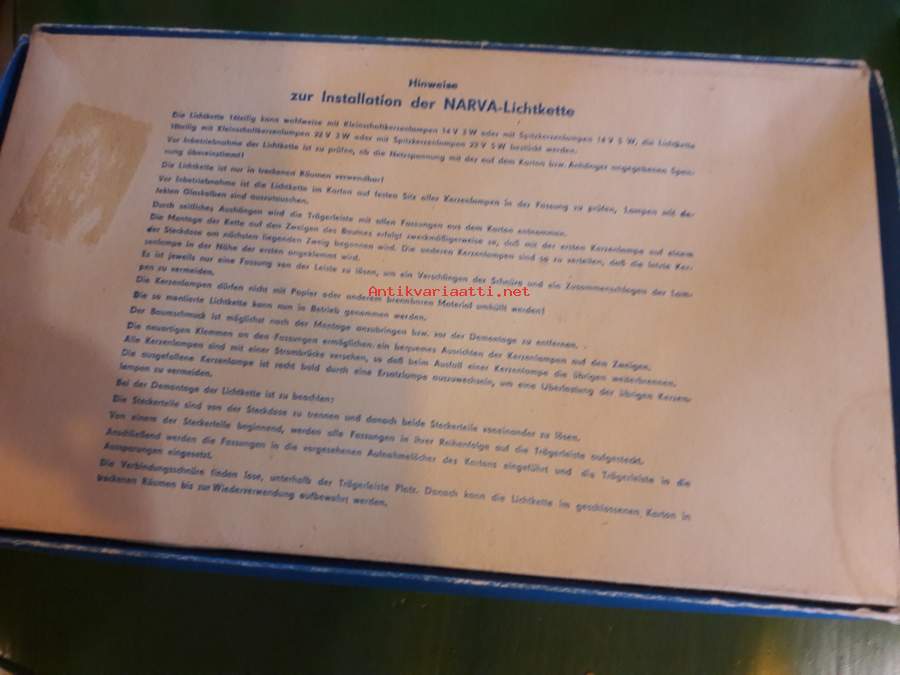 Hinweise
zur Installation der NARVA-Lichtkette
Die Lichtkette 16teilig kann wahlweise mit Kleinschaftkerzenlampen 14 V 3 W oder mit Spitzkerzenlampen 14 V 5 W, die Lichtkette
10teilig mit Kleinschaftkerzenlampen 22 V 3 W oder mit Spitzkerzenlampen 22 V 5 W bestückt werden.
Vor Inbetriebnahme der Lichtkette ist zu prüfen, ob die Netzspannung mit der auf dem Karton bzw. Anhänger angegebenen Span-
nung übereinstimmt!
Die Lichtkette ist nur in trockenen Räumen verwendbar!
Vor Inbetriebnahme ist die Lichtkette im Karton auf festen Sitz aller Kerzenlampen in der Fassung zu prüfen, Lampen mit de-
fekten Glaskolben sind auszutauschen.
Durch seitliches Aushängen wird die Trägerleiste mit allen Fassungen aus dem Karton entnommen.
Die Montage der Kette auf den Zweigen des Baumes erfolgt zweckmäßigerweise so, daß mit der ersten Kerzenlampe auf einem
der Steckdose am nächsten liegenden Zweig begonnen wird. Die anderen Kerzenlampen sind so zu verteilen, daß die letzte Ker-
zenlampe in der Nähe der ersten angeklemmt wird.
Es ist jeweils nur eine Fassung von der Leiste zu lösen, um ein Verschlingen der Schnüre und ein Zusammenschlagen der Lam-
pen zu vermeiden.
Antikvariaatti.net
Die Kerzenlampen dürfen nicht mit Papier oder anderem brennbaren Material umhüllt werden!
Die so montierte Lichtkette kann nun in Betrieb genommen werden.
Der Baumschmuck ist möglichst nach der Montage anzubringen bzw. vor der Demontage zu entfernen.
Die neuartigen Klemmen an den Fassungen ermöglichen ein bequemes Ausrichten der Kerzenlampen auf den Zweigen.
Alle Kerzenlampen sind mit einer Strombrücke versehen, so daß beim Ausfall einer Kerzenlampe die übrigen weiterbrennen.
Die ausgefallene Kerzenlampe ist recht bald durch eine Ersatzlampe auszuwechseln, um eine Überlastung der übrigen Kerzen-
lampen zu vermeiden.
Bei der Demontage der Lichtkette ist zu beachten:
Die Steckerteile sind von der Steckdose zu trennen und danach beide Steckerteile voneinander zu lösen.
Von einem der Steckerteile beginnend, werden alle Fassungen in ihrer Reihenfolge auf die Trägerleiste aufgesteckt.
Anschließend werden die Fassungen in die vorgesehenen Aufnahmelöcher des Kartons eingeführt und die Trägerleiste in die
Aussparungen eingesetzt.
Die Verbindungsschnüre finden lose, unterhalb der Trägerleiste Platz. Danach kann die Lichtkette im geschlossenen Karton in
trockenen Räumen bis zur Wiederverwendung aufbewahrt werden.